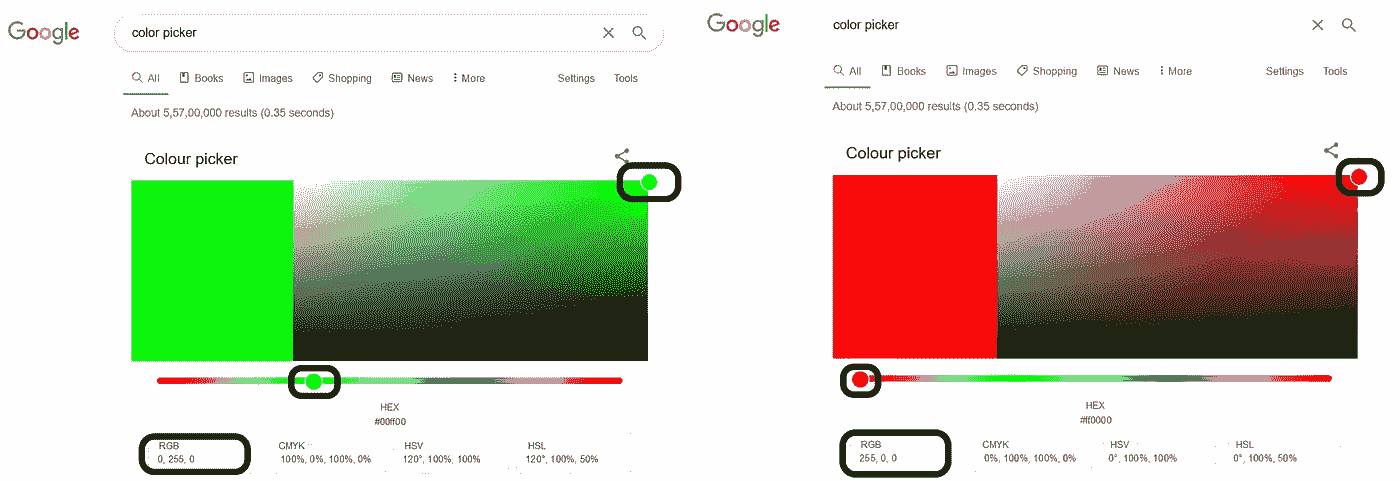 Google
color picker
All Books Images Shopping News More Settings Tools
About 5,57,00,000 results (0.35 seconds)
Colour picker
HEX
#00ff00
RGB CMYK HSV HSL
0, 255, 0 100%, 0%, 100%, 0% 120°, 100%, 100% 120°, 100%, 50%
Google
color picker
All Books Images Shopping News More Settings Tools
About 5,57,00,000 results (0.35 seconds)
Colour picker
HEX
#ff0000
RGB CMYK HSV HSL
255, 0, 0 0%, 100%, 100%, 0% 0°, 100%, 100% 0°, 100%, 50%